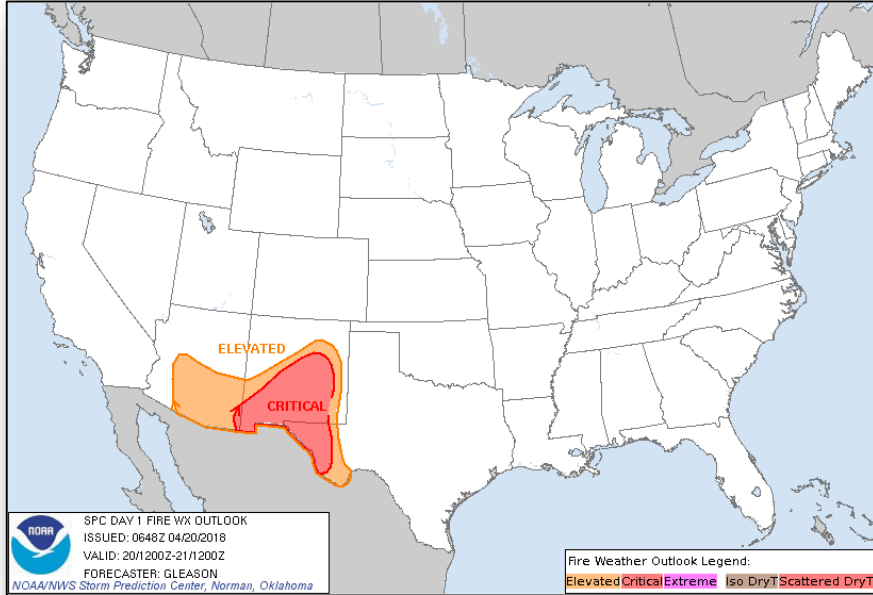 ELEVATED
CRITICAL
NOAA
SPC DAY 1 FIRE WX OUTLOOK
ISSUED: 0648Z 04/20/2018
VALID: 20/1200Z-21/1200Z
FORECASTER: GLEASON
NOAA/NWS Storm Prediction Center, Norman, Oklahoma
Fire Weather Outlook Legend:
Elevated Critical Extreme Iso DryT Scattered DryT